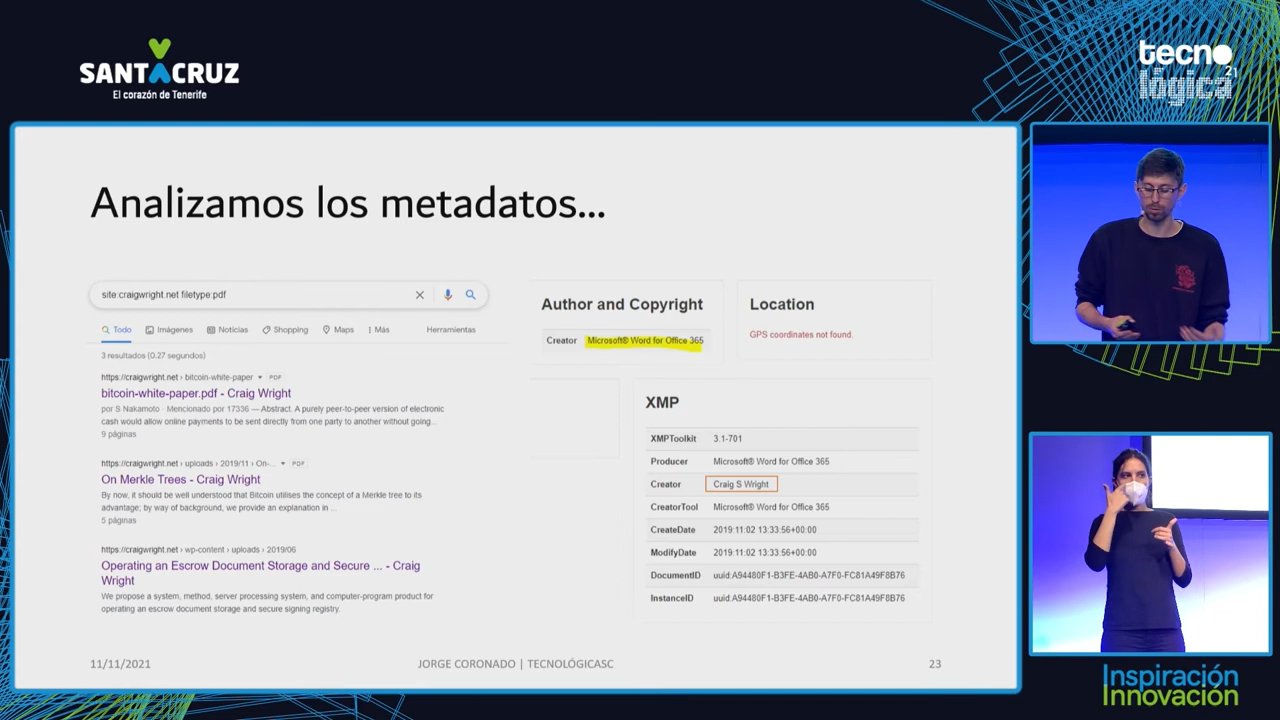 SANTACRUZ
El corazón de Tenerife
tecno
lógica
21
Analizamos los metadatos...
site:craigwright.net filetype:pdf
Todo Imágenes Noticias Shopping Maps Más Herramientas
3 resultados (0.27 segundos)
https://craigwright.net › bitcoin-white-paper PDF
bitcoin-white-paper.pdf - Craig Wright
por S Nakamoto · Mencionado por 17336 — Abstract. A purely peer-to-peer version of electronic
cash would allow online payments to be sent directly from one party to another without going...
9 páginas
https://craigwright.net › uploads › 2019/11 › On-... PDF
On Merkle Trees - Craig Wright
By now, it should be well understood that Bitcoin utilises the concept of a Merkle tree to its
advantage; by way of background, we provide an explanation in ...
5 páginas
https://craigwright.net › wp-content › uploads › 2019/06
Operating an Escrow Document Storage and Secure ... - Craig
Wright
We propose a system, method, server processing system, and computer-program product for
operating an escrow document storage and secure signing registry.
Author and Copyright
Creator Microsoft® Word for Office 365
Location
GPS coordinates not found.
XMP
XMPToolkit 3.1-701
Producer Microsoft® Word for Office 365
Creator Craig S Wright
CreatorTool Microsoft® Word for Office 365
CreateDate 2019:11:02 13:33:56+00:00
ModifyDate 2019:11:02 13:33:56+00:00
DocumentID uuid:A94480F1-B3FE-4AB0-A7F0-FC81A49F8B76
InstanceID uuid:A94480F1-B3FE-4AB0-A7F0-FC81A49F8B76
11/11/2021
JORGE CORONADO | TECNOLÓGICASC
23
Inspiración
Innovación